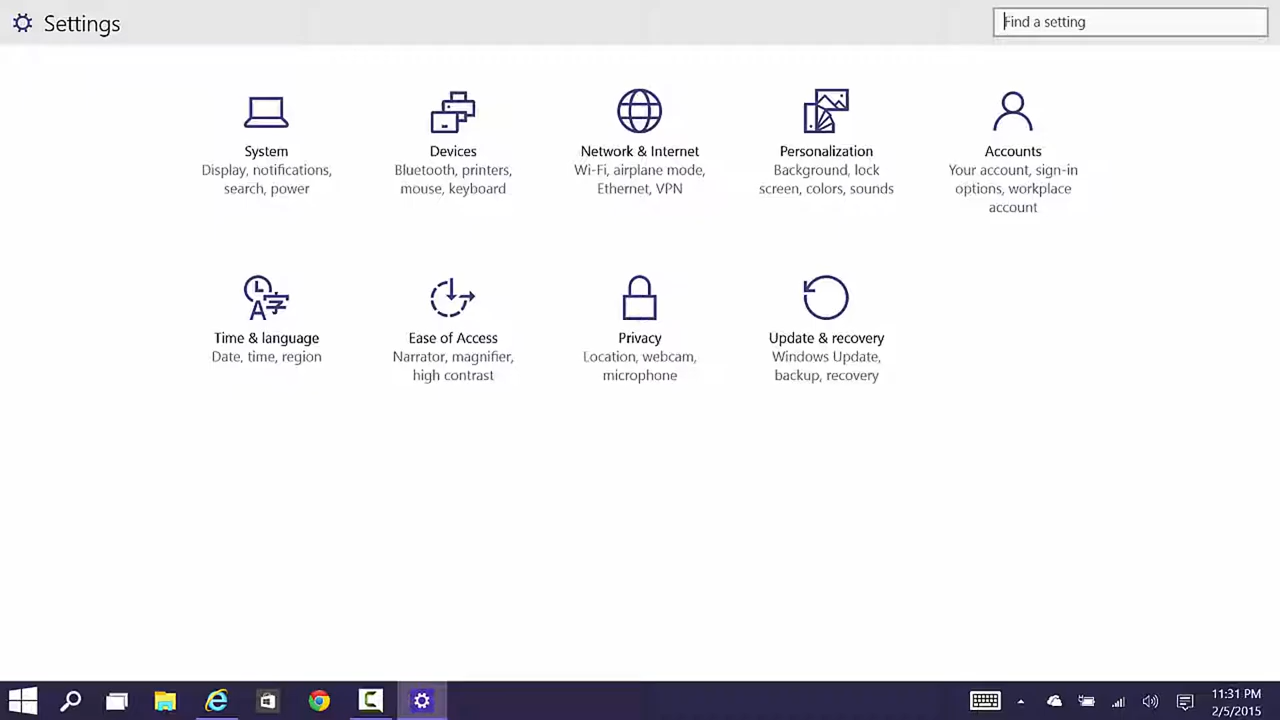 Settings
Find a setting
System
Display, notifications,
search, power
Devices
Bluetooth, printers,
mouse, keyboard
Network & Internet
Wi-Fi, airplane mode,
Ethernet, VPN
Personalization
Background, lock
screen, colors, sounds
Accounts
Your account, sign-in
options, workplace
account
Time & language
Date, time, region
Ease of Access
Narrator, magnifier,
high contrast
Privacy
Location, webcam,
microphone
Update & recovery
Windows Update,
backup, recovery
11:31 PM
2/5/2015